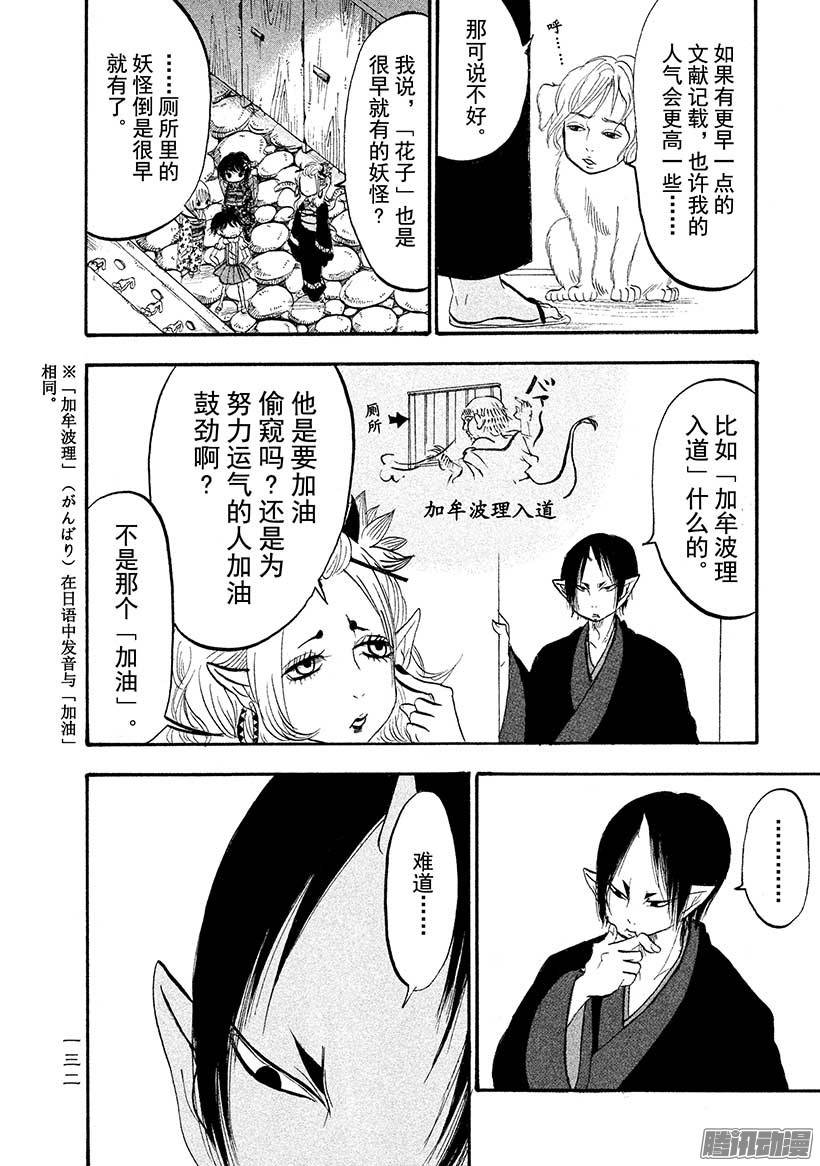 如果有更早一点的
文献记载，也许我的
人气会更高一些……
呼…
那可说不好。
我说，「花子」也是
很早就有的妖怪？
……厕所里的
妖怪倒是很早
就有了。
比如「加牟波理
入道」什么的。
バイ
厕所
加牟波理入道
他是要加油
偷窥吗？还是为
努力运气的人加油
鼓劲啊？
不是那个「加油」。
※「加牟波理」（がんばり）在日语中发音与「加油」
相同。
………
难道……
一三二
腾讯动漫